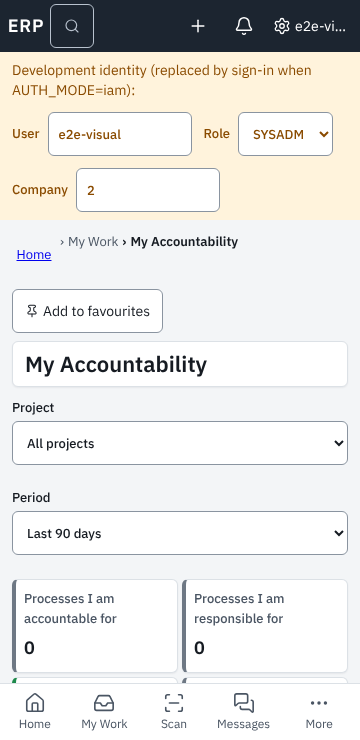 ERP
e2e-vi...
Development identity (replaced by sign-in when
AUTH_MODE=iam):
User e2e-visual Role SYSADM
Company 2
Home › My Work › My Accountability
Add to favourites
My Accountability
Project
All projects
Period
Last 90 days
Processes I am
accountable for
0
Processes I am
responsible for
0
Home My Work Scan Messages More